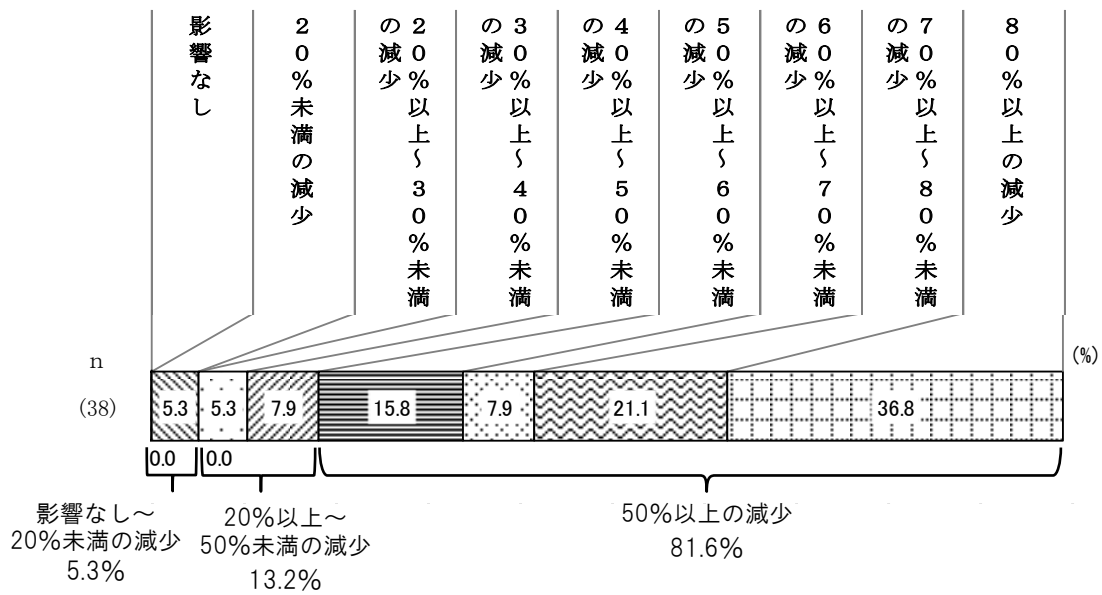 影響なし
20%未満の減少
20%以上～30%未満
の減少
30%以上～40%未満
の減少
40%以上～50%未満
の減少
50%以上～60%未満
の減少
60%以上～70%未満
の減少
70%以上～80%未満
の減少
80%以上の減少
n
(%)
(38)
5.3
5.3
7.9
15.8
7.9
21.1
36.8
0.0
0.0
影響なし～
20%未満の減少
5.3%
20%以上～
50%未満の減少
13.2%
50%以上の減少
81.6%